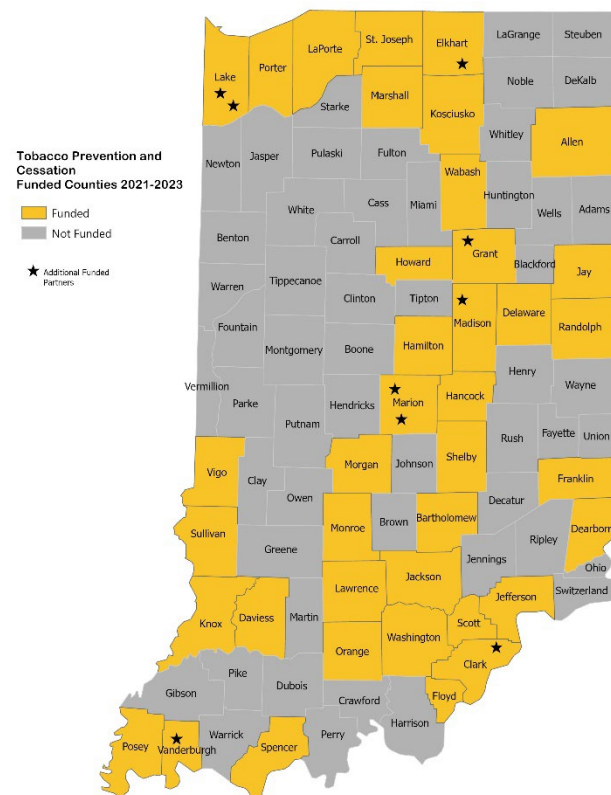 Tobacco Prevention and
Cessation
Funded Counties 2021-2023
Funded
Not Funded
Additional Funded
Partners
Lake
Porter
LaPorte
St. Joseph
Elkhart
LaGrange
Steuben
Noble
DeKalb
Starke
Marshall
Kosciusko
Whitley
Allen
Newton
Jasper
Pulaski
Fulton
Wabash
Huntington
Wells
Adams
White
Cass
Miami
Benton
Carroll
Howard
Grant
Blackford
Jay
Warren
Tippecanoe
Clinton
Tipton
Madison
Delaware
Randolph
Fountain
Montgomery
Boone
Hamilton
Henry
Wayne
Vermillion
Parke
Putnam
Hendricks
Marion
Hancock
Rush
Fayette
Union
Vigo
Clay
Owen
Morgan
Johnson
Shelby
Decatur
Franklin
Sullivan
Greene
Monroe
Brown
Bartholomew
Jennings
Ripley
Dearborn
Ohio
Switzerland
Knox
Daviess
Martin
Lawrence
Jackson
Jefferson
Scott
Orange
Washington
Clark
Floyd
Gibson
Pike
Dubois
Crawford
Harrison
Posey
Vanderburgh
Warrick
Spencer
Perry